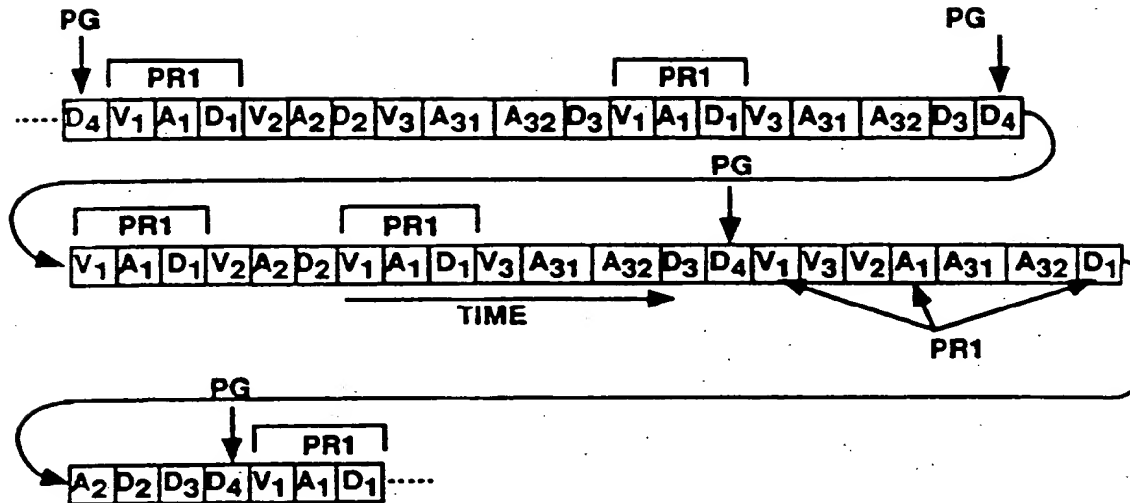 PG PG
PR1 PR1
..... D4 V1 A1 D1 V2 A2 D2 V3 A31 A32 D3 V1 A1 D1 V3 A31 A32 D3 D4
PG
PR1 PR1
V1 A1 D1 V2 A2 D2 V1 A1 D1 V3 A31 A32 D3 D4 V1 V3 V2 A1 A31 A32 D1
TIME
PR1
PG
PR1
A2 D2 D3 D4 V1 A1 D1 .....